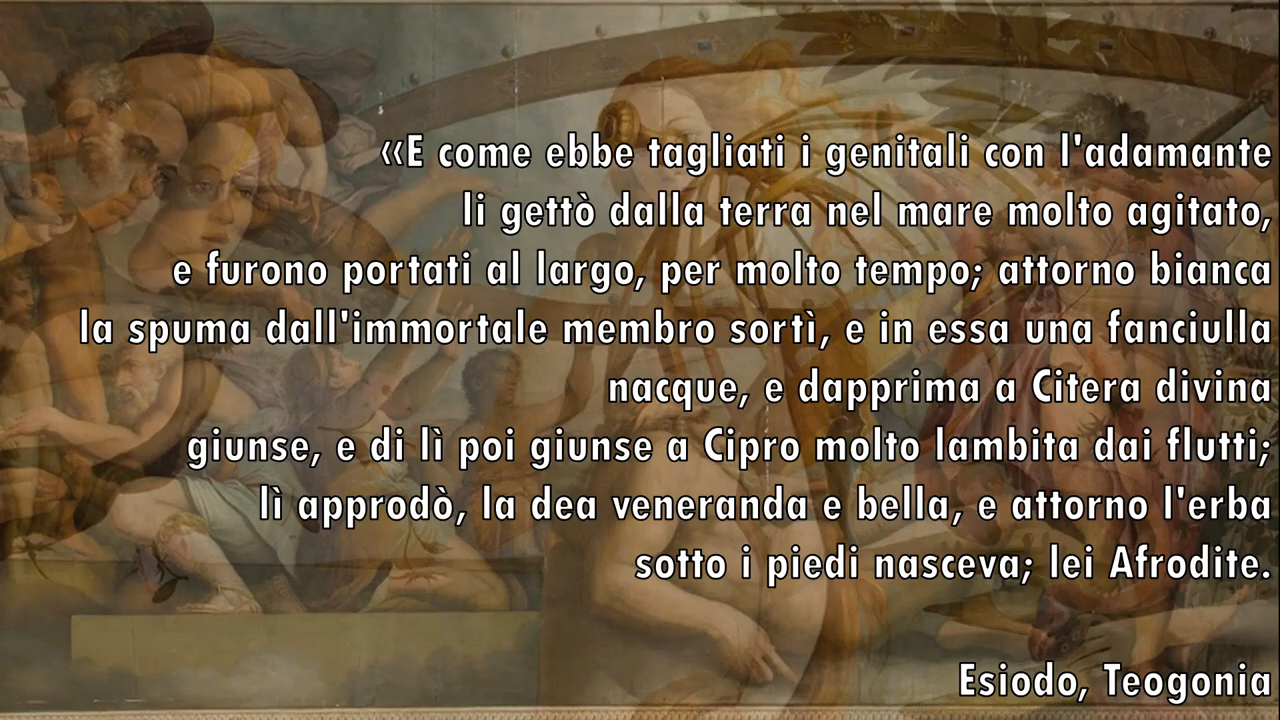 «E come ebbe tagliati i genitali con l'adamante
li gettò dalla terra nel mare molto agitato,
e furono portati al largo, per molto tempo; attorno bianca
la spuma dall'immortale membro sortì, e in essa una fanciulla
nacque, e dapprima a Citera divina
giunse, e di lì poi giunse a Cipro molto lambita dai flutti;
lì approdò, la dea veneranda e bella, e attorno l'erba
sotto i piedi nasceva; lei Afrodite.
Esiodo, Teogonia